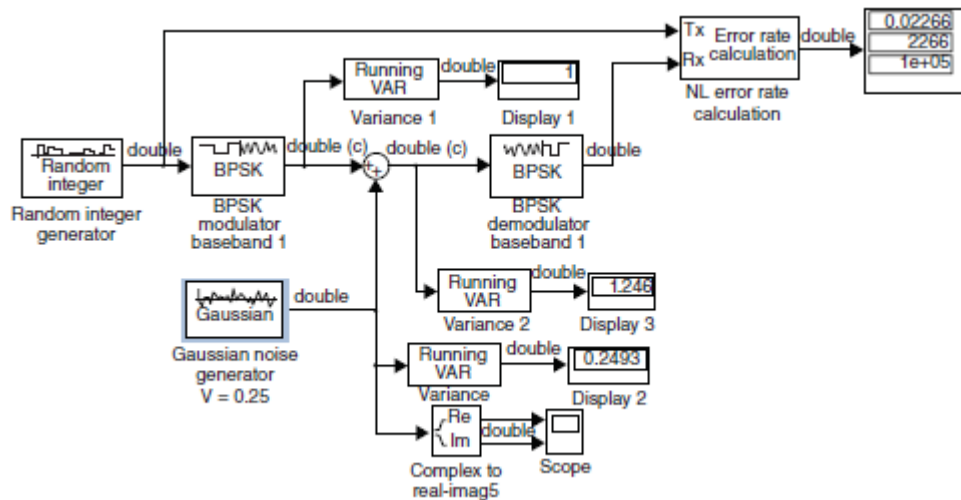 Tx
Rx
Error rate
calculation
double
0.02266
2266
1e+05
NL error rate
calculation
Running
VAR
double
1
Variance 1
Display 1
Random
integer
double
BPSK
double (c)
+
+
double (c)
BPSK
double
Random integer
generator
BPSK
modulator
baseband 1
BPSK
demodulator
baseband 1
Gaussian
double
Running
VAR
double
1.246
Variance 2
Display 3
Gaussian noise
generator
V = 0.25
Running
VAR
double
0.2493
Variance
Display 2
Re
Im
double
Complex to
real-imag5
Scope